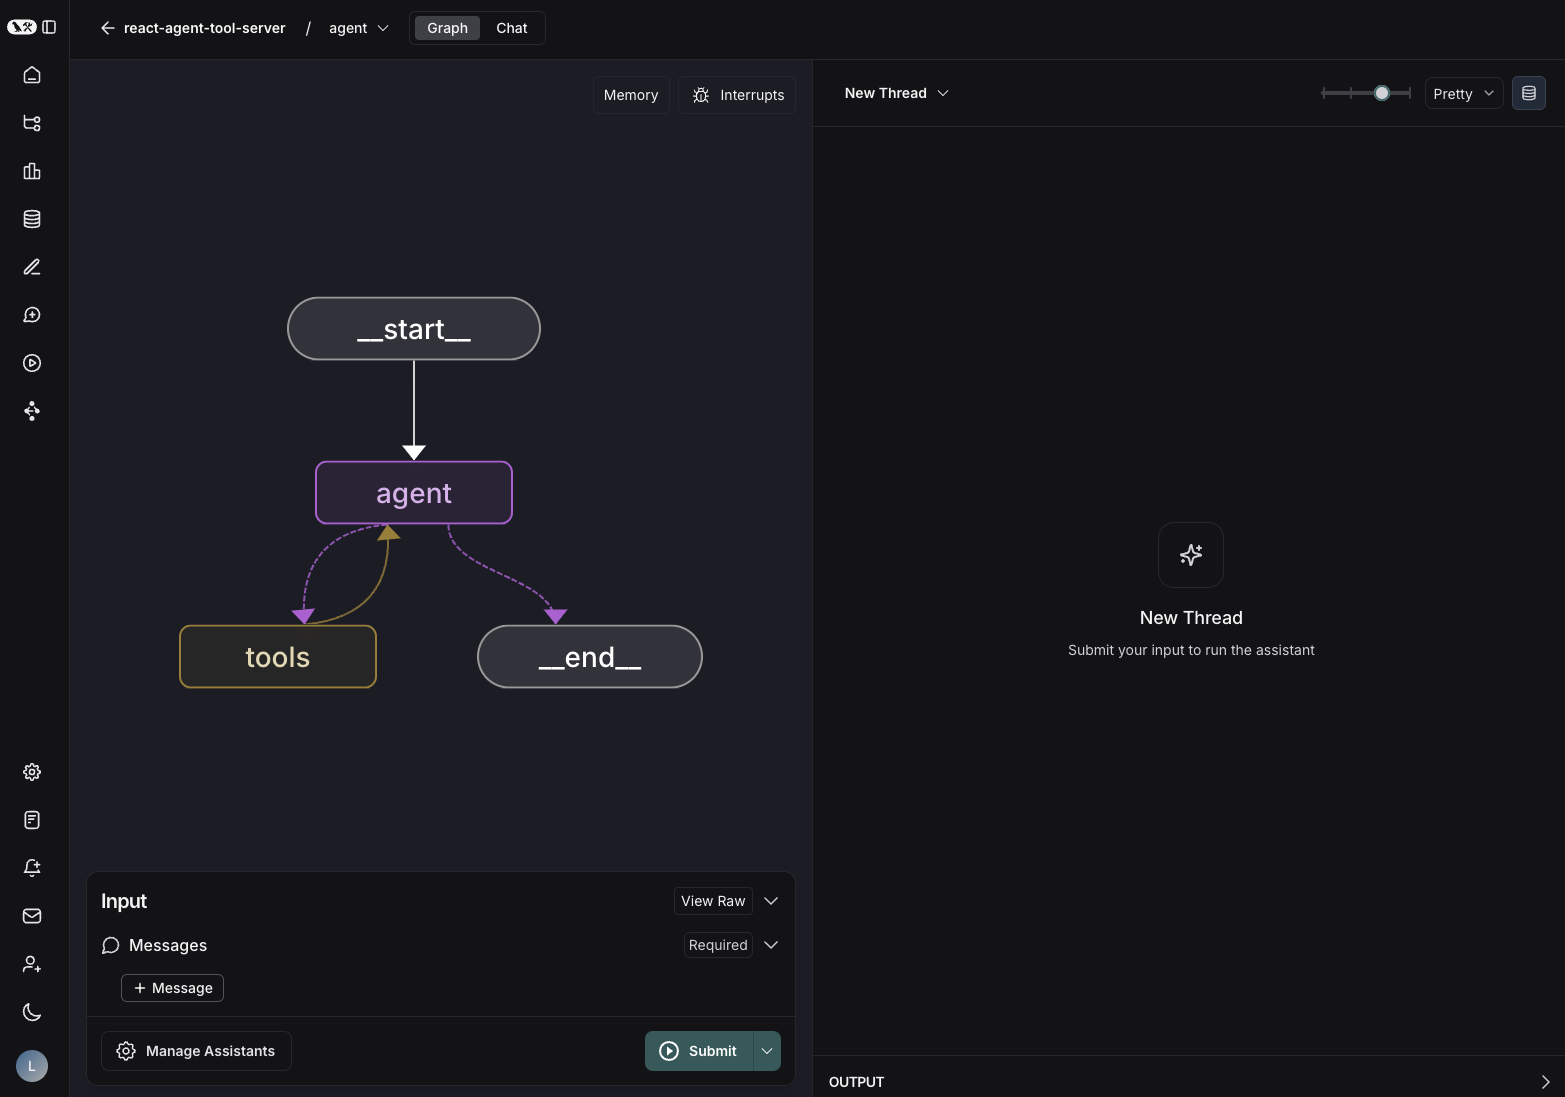 react-agent-tool-server / agent Graph Chat
Memory Interrupts
__start__
agent
tools
__end__
Input View Raw
Messages Required
+ Message
Manage Assistants Submit
L
New Thread Pretty
New Thread
Submit your input to run the assistant
OUTPUT